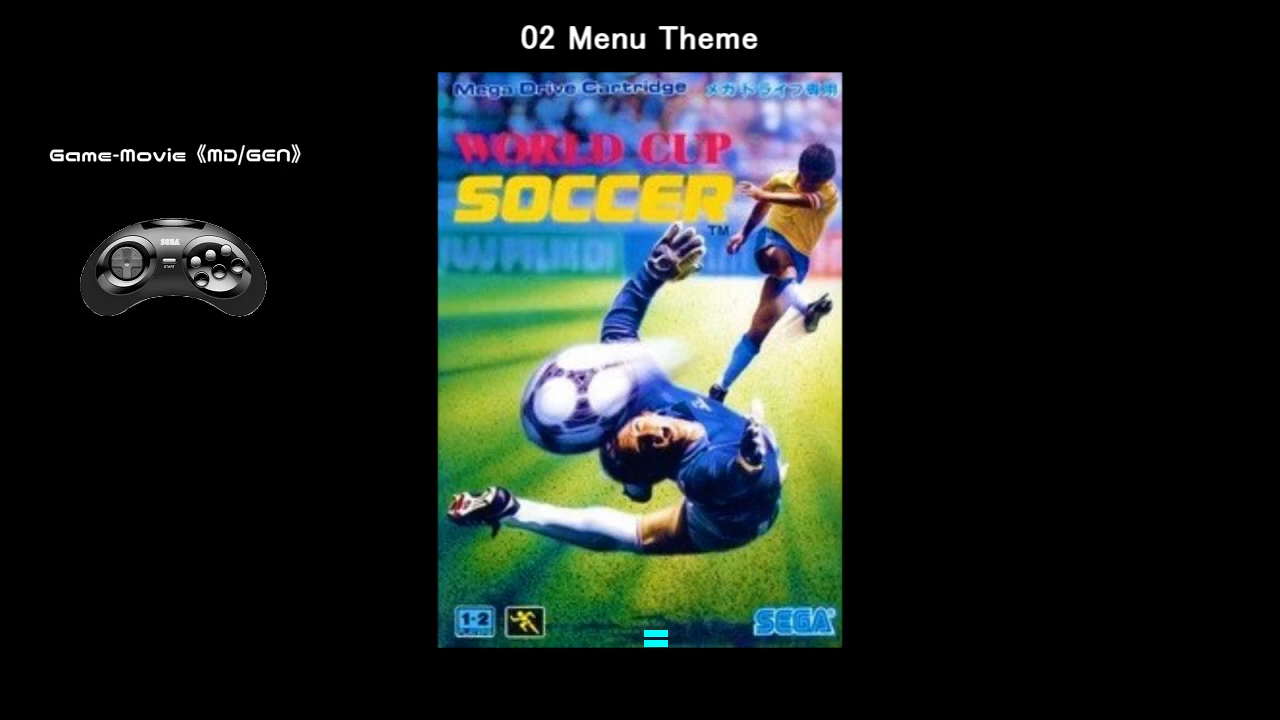 02 Menu Theme
Mega Drive Cartridge メガドライブ専用
Game-Movie 《MD/GEN》
WORLD CUP
SOCCER
TM
SEGA
START
1-2
SEGA